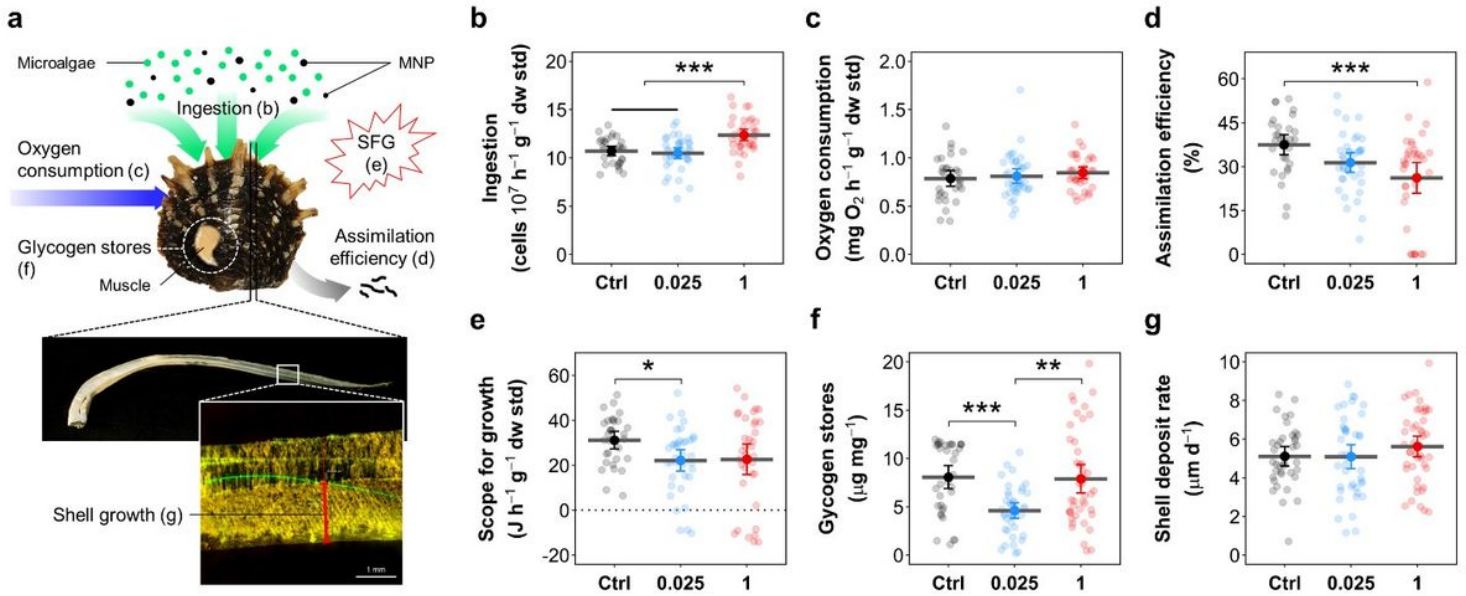 a
Microalgae
MNP
Ingestion (b)
Oxygen
consumption (c)
SFG
(e)
Glycogen stores
(f)
Muscle
Assimilation
efficiency (d)
Shell growth (g)
1 mm
b
Ingestion
(cells 10⁷ h⁻¹ g⁻¹ dw std)
20
15
10
5
0
***
Ctrl
0.025
1
c
Oxygen consumption
(mg O₂ h⁻¹ g⁻¹ dw std)
2.0
1.5
1.0
0.5
0.0
Ctrl
0.025
1
d
Assimilation efficiency
(%)
60
45
30
15
0
***
Ctrl
0.025
1
e
Scope for growth
(J h⁻¹ g⁻¹ dw std)
60
40
20
0
-20
*
Ctrl
0.025
1
f
Gycogen stores
(µg mg⁻¹)
20
15
10
5
0
***
**
Ctrl
0.025
1
g
Shell deposit rate
(µm d⁻¹)
10
8
6
4
2
0
Ctrl
0.025
1